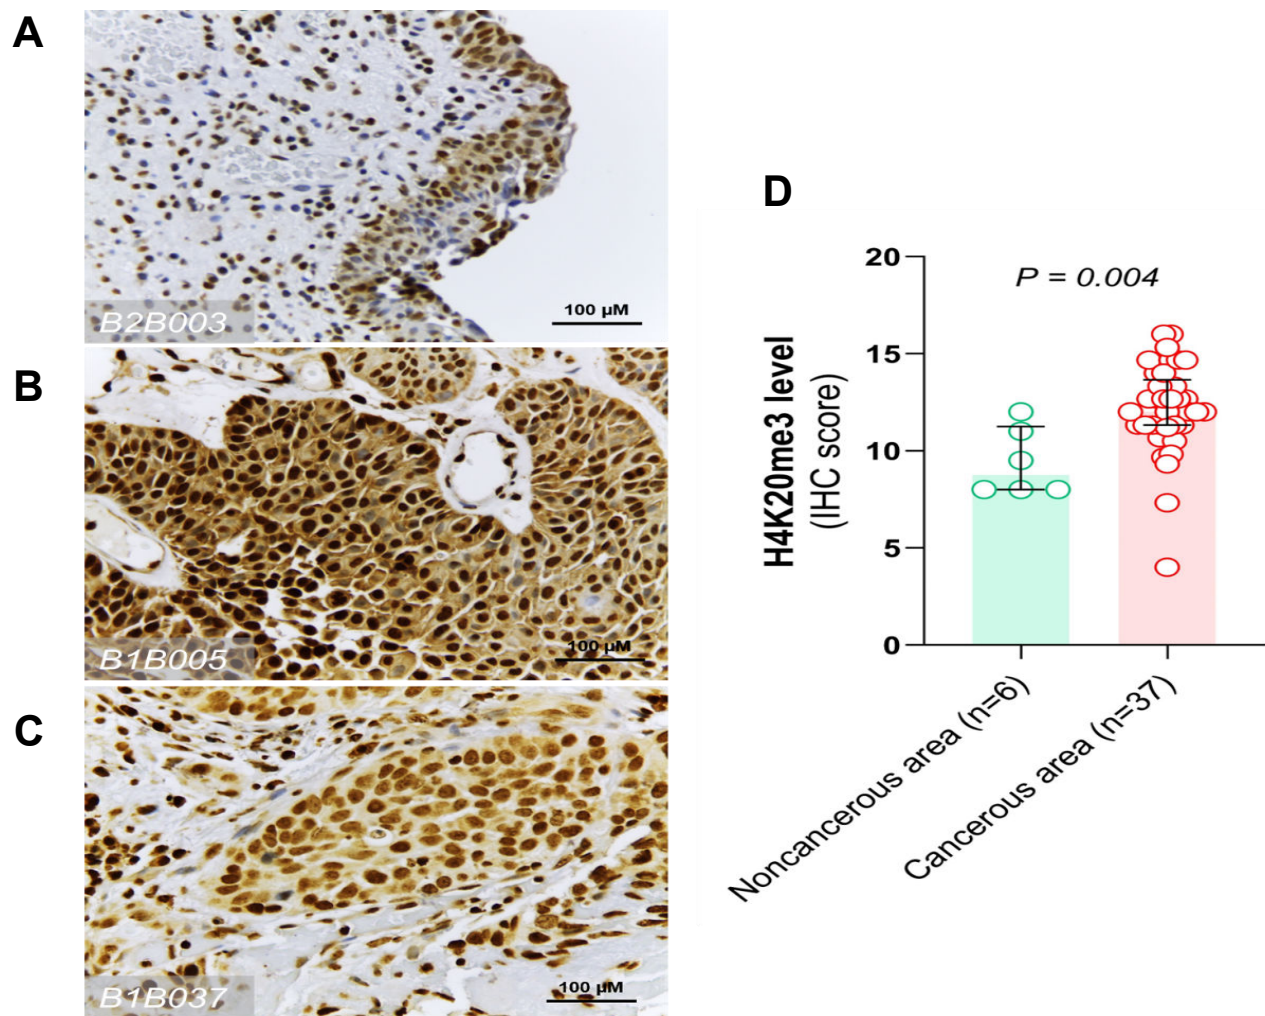 A
100 µM
B2B003
B
100 µM
B1B005
C
100 µM
B1B037
D
P = 0.004
H4K20me3 level
(IHC score)
20
15
10
5
0
Noncancerous area (n=6)
Cancerous area (n=37)